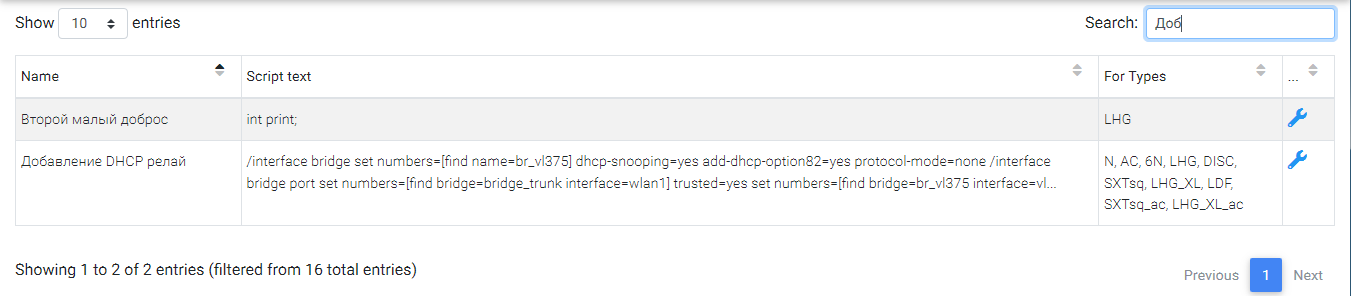 Show 10 entries Search: Доб
Name Script text For Types ...
Второй малый доброс int print; LHG
Добавление DHCP релай /interface bridge set numbers=[find name=br_vl375] dhcp-snooping=yes add-dhcp-option82=yes protocol-mode=none /interface N, AC, 6N, LHG, DISC,
bridge port set numbers=[find bridge=bridge_trunk interface=wlan1] trusted=yes set numbers=[find bridge=br_vl375 interface=vl... SXTsq, LHG_XL, LDF,
SXTsq_ac, LHG_XL_ac
Showing 1 to 2 of 2 entries (filtered from 16 total entries) Previous 1 Next